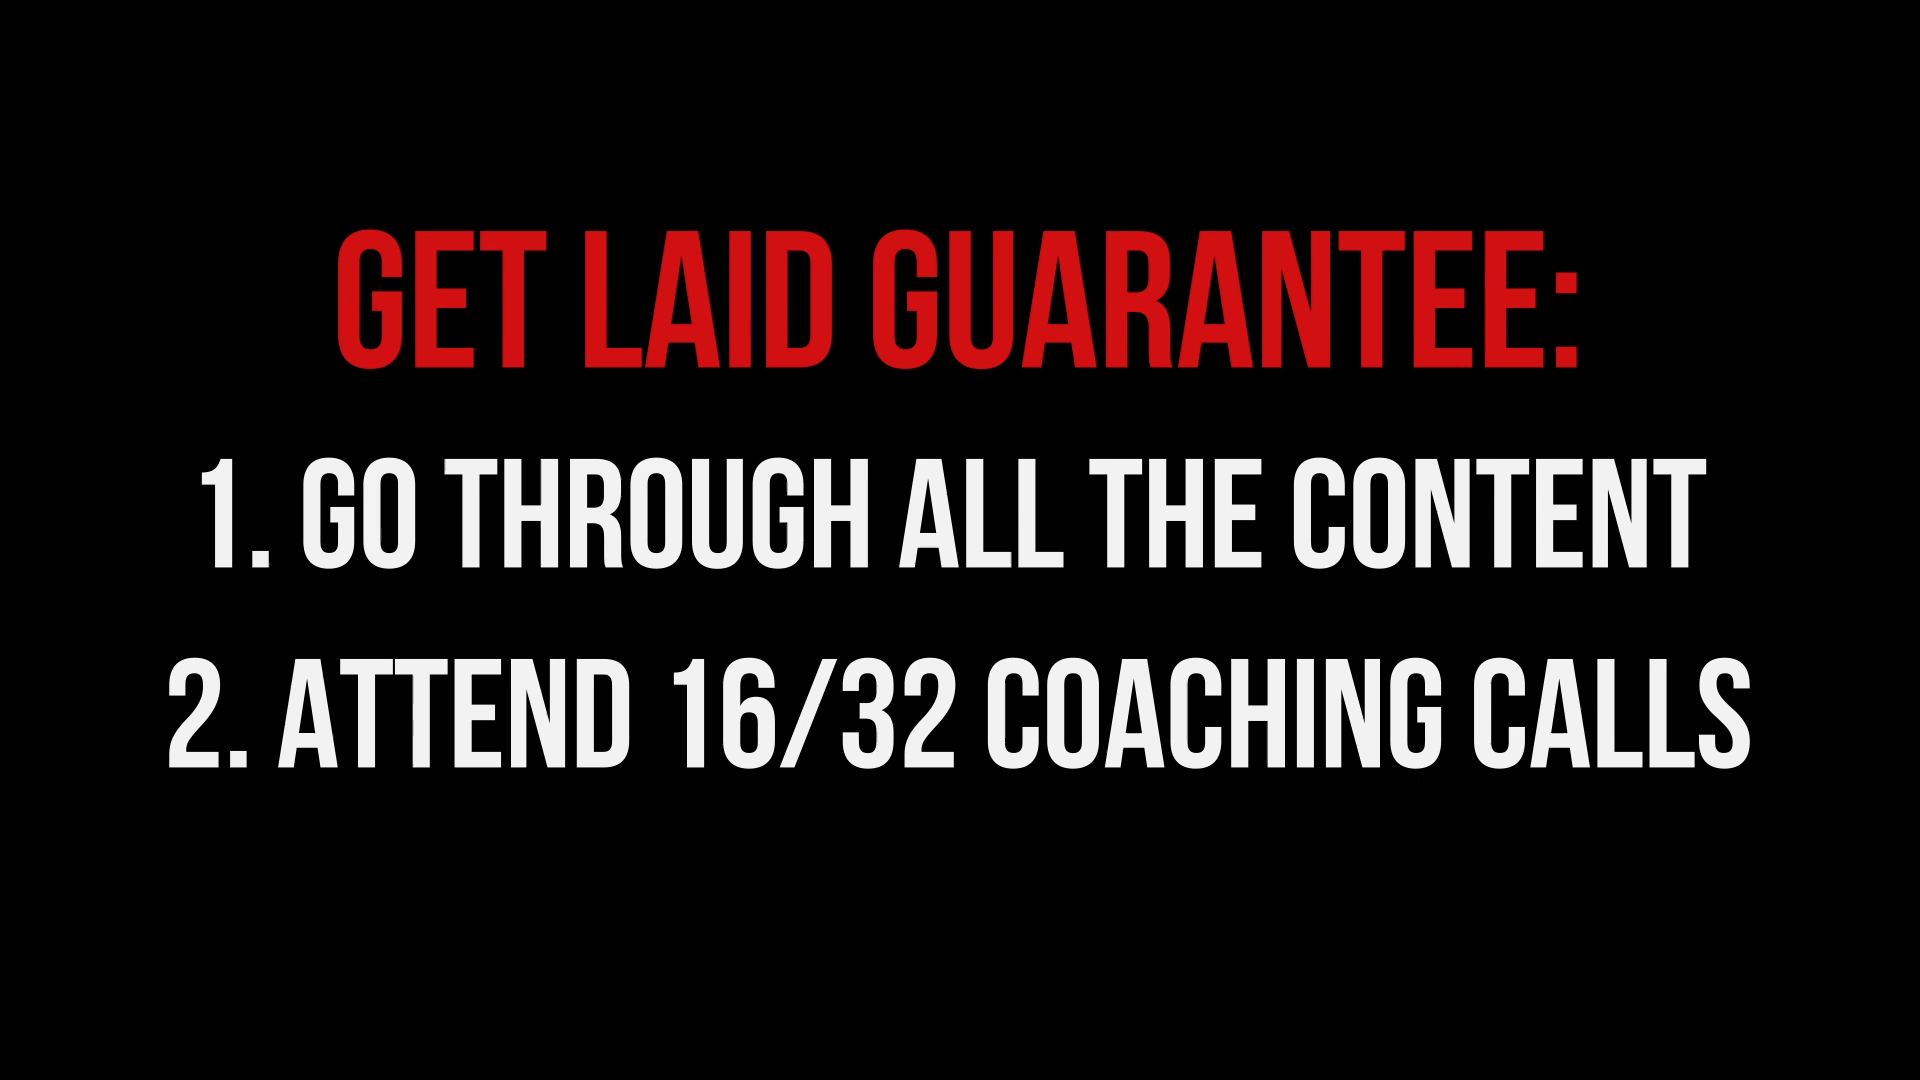 GET LAID GUARANTEE:
1. GO THROUGH ALL THE CONTENT
2. ATTEND 16/32 COACHING CALLS